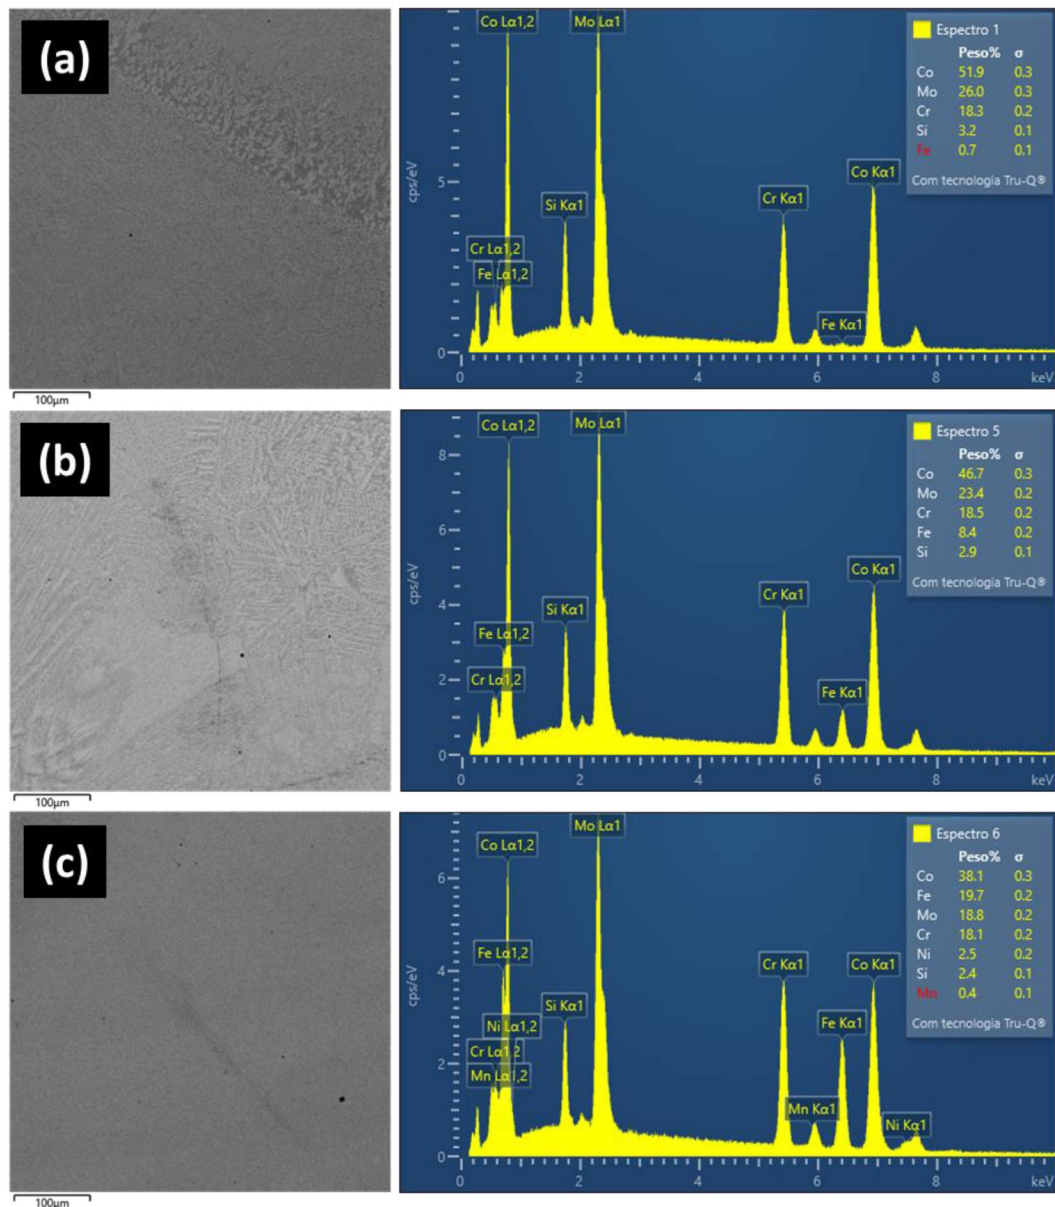 (a)
100µm
Co Lα1,2
Mo Lα1
Si Kα1
Cr Lα1,2
Fe Lα1,2
Cr Kα1
Fe Kα1
Co Kα1
cps/eV
5
0
0 2 4 6 8 keV
Espectro 1
Peso% σ
Co 51.9 0.3
Mo 26.0 0.3
Cr 18.3 0.2
Si 3.2 0.1
Fe 0.7 0.1
Com tecnologia Tru-Q®
(b)
100µm
Co Lα1,2
Mo Lα1
Si Kα1
Fe Lα1,2
Cr Lα1,2
Cr Kα1
Fe Kα1
Co Kα1
cps/eV
8
6
4
2
0
0 2 4 6 8 keV
Espectro 5
Peso% σ
Co 46.7 0.3
Mo 23.4 0.2
Cr 18.5 0.2
Fe 8.4 0.2
Si 2.9 0.1
Com tecnologia Tru-Q®
(c)
100µm
Mo Lα1
Co Lα1,2
Fe Lα1,2
Si Kα1
Ni Lα1,2
Cr Lα1,2
Mn Lα1,2
Cr Kα1
Co Kα1
Fe Kα1
Mn Kα1
Ni Kα1
cps/eV
6
4
2
0
0 2 4 6 8 keV
Espectro 6
Peso% σ
Co 38.1 0.3
Fe 19.7 0.2
Mo 18.8 0.2
Cr 18.1 0.2
Ni 2.5 0.2
Si 2.4 0.1
Mn 0.4 0.1
Com tecnologia Tru-Q®